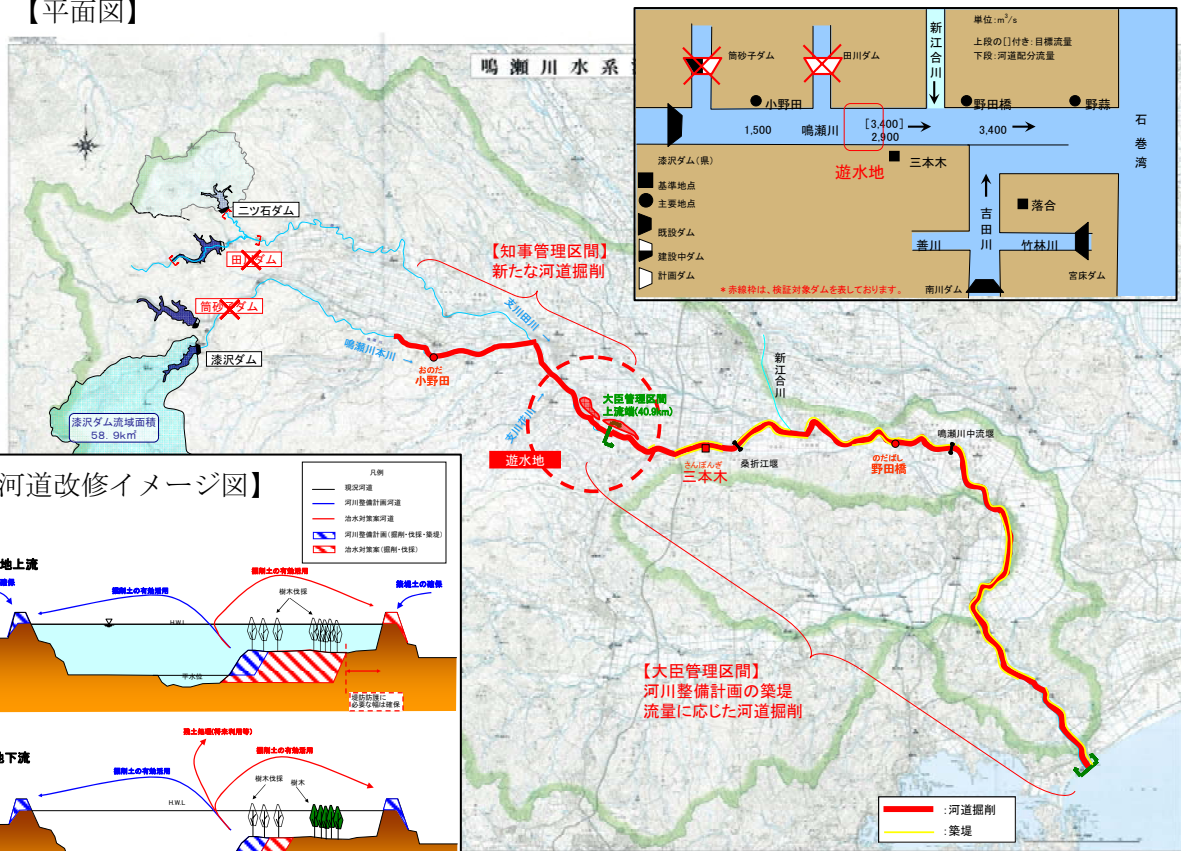 【平面図】
鳴瀬川水系
単位:m³/s
上段の[]付き:目標流量
下段:河道配分流量
新江合川
筒砂子ダム
田川ダム
小野田
野田橋
野蒜
1,500
鳴瀬川
[3,400]
2,900
3,400
石巻湾
漆沢ダム(県)
遊水地
三本木
基準地点
主要地点
既設ダム
建設中ダム
計画ダム
吉田川
落合
善川
竹林川
宮床ダム
南川ダム
*赤線枠は、検証対象ダムを表しております。
二ツ石ダム
筒砂子ダム
漆沢ダム
漆沢ダム流域面積
58.9km²
【知事管理区間】
新たな河道掘削
支川田川
鳴瀬川本川
おのだ
小野田
支川花川
大臣管理区間
上流端(40.9km)
遊水地
新江合川
さんぼんぎ
三本木
桑折江堰
のだばし
野田橋
鳴瀬川中流堰
【大臣管理区間】
河川整備計画の築堤
流量に応じた河道掘削
:河道掘削
:築堤
河道改修イメージ図】
凡例
現況河道
河川整備計画河道
治水対策案河道
河川整備計画(掘削・伐採・築堤)
治水対策案(掘削・伐採)
地上流
確保
掘削土の有効活用
掘削土の有効活用
築堤土の確保
樹木伐採
H.W.L
平水位
堤防防護に
必要な幅は確保
地下流
残土処理(将来利用等)
掘削土の有効活用
掘削土の有効活用
樹木伐採
樹木
H.W.L